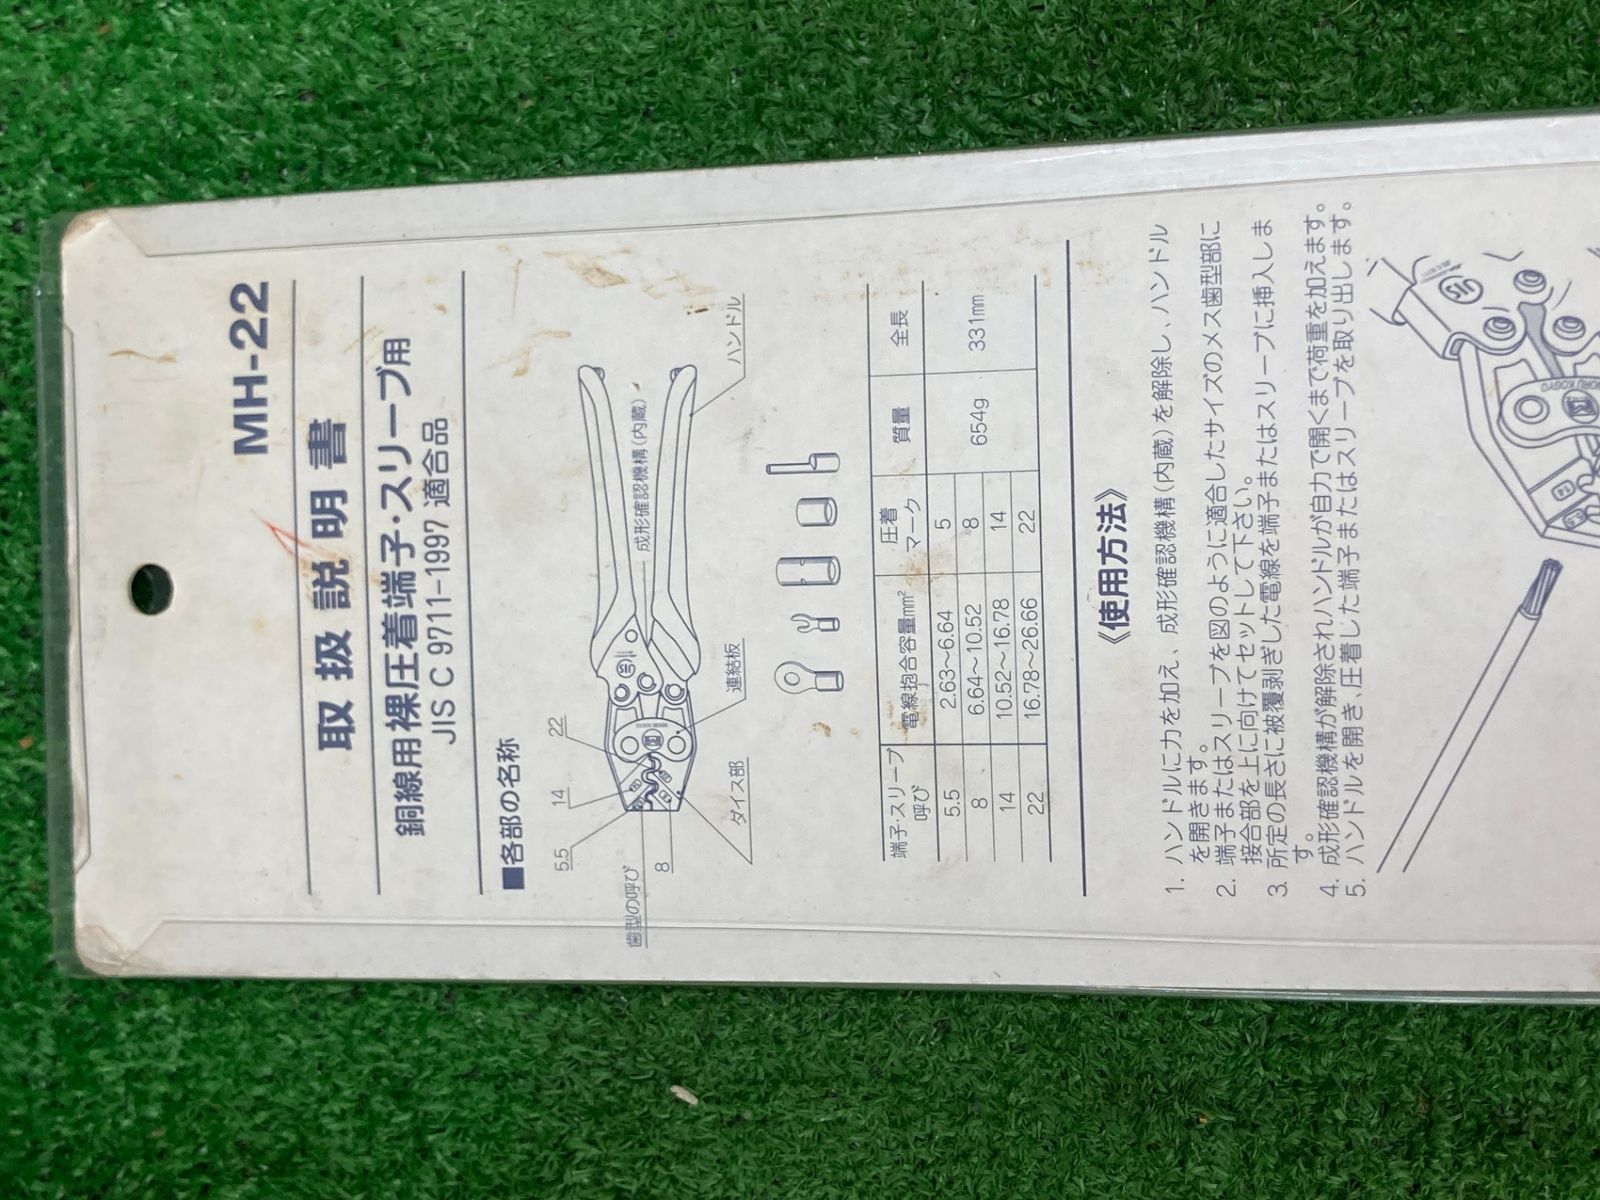 MH-22
取扱説明書
銅線用裸圧着端子・スリーブ用
JIS C 9711-1997 適合品
■各部の名称
5.5
14
22
歯型の呼び
8
ダイス部
連結板
成形確認機構(内蔵)
ハンドル
端子・スリーブ呼び 電線抱合容量mm² 圧着マーク 質量 全長
5.5 2.63~6.64 5 654g 331mm
8 6.64~10.52 8
14 10.52~16.78 14
22 16.78~26.66 22
《使用方法》
1. ハンドルに力を加え、成形確認機構(内蔵)を解除し、ハンドル
を開きます。
2. 端子またはスリーブを図のように適合したサイズのメス歯型部に
接合部を上に向けてセットして下さい。
3. 所定の長さに被覆剥ぎした電線を端子またはスリーブに挿入しま
す。
4. 成形確認機構が解除されハンドルが自力で開くまで荷重を加えます。
5. ハンドルを開き、圧着した端子またはスリーブを取り出します。
JIS